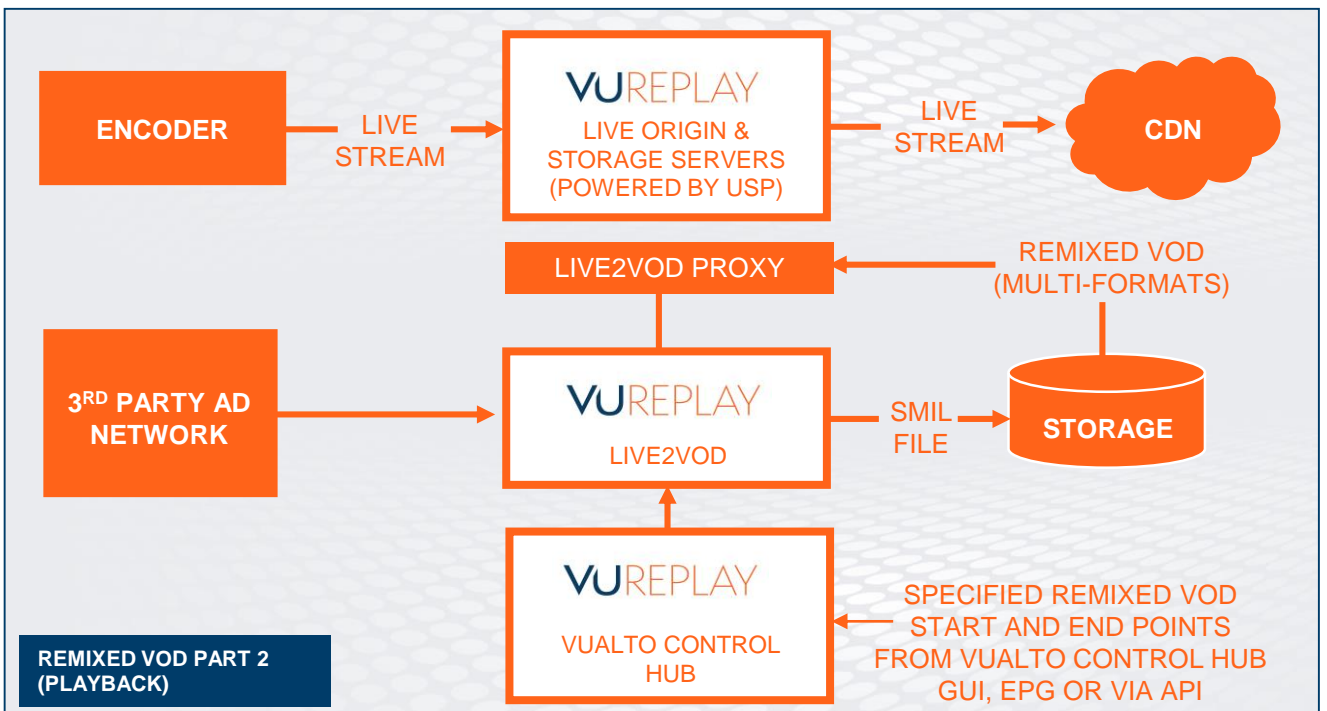 ENCODER
LIVE
STREAM
VUREPLAY
LIVE ORIGIN &
STORAGE SERVERS
(POWERED BY USP)
LIVE
STREAM
CDN
LIVE2VOD PROXY
REMIXED VOD
(MULTI-FORMATS)
3RD PARTY AD
NETWORK
VUREPLAY
LIVE2VOD
SMIL
FILE
STORAGE
VUREPLAY
VUALTO CONTROL
HUB
SPECIFIED REMIXED VOD
START AND END POINTS
FROM VUALTO CONTROL HUB
GUI, EPG OR VIA API
REMIXED VOD PART 2
(PLAYBACK)